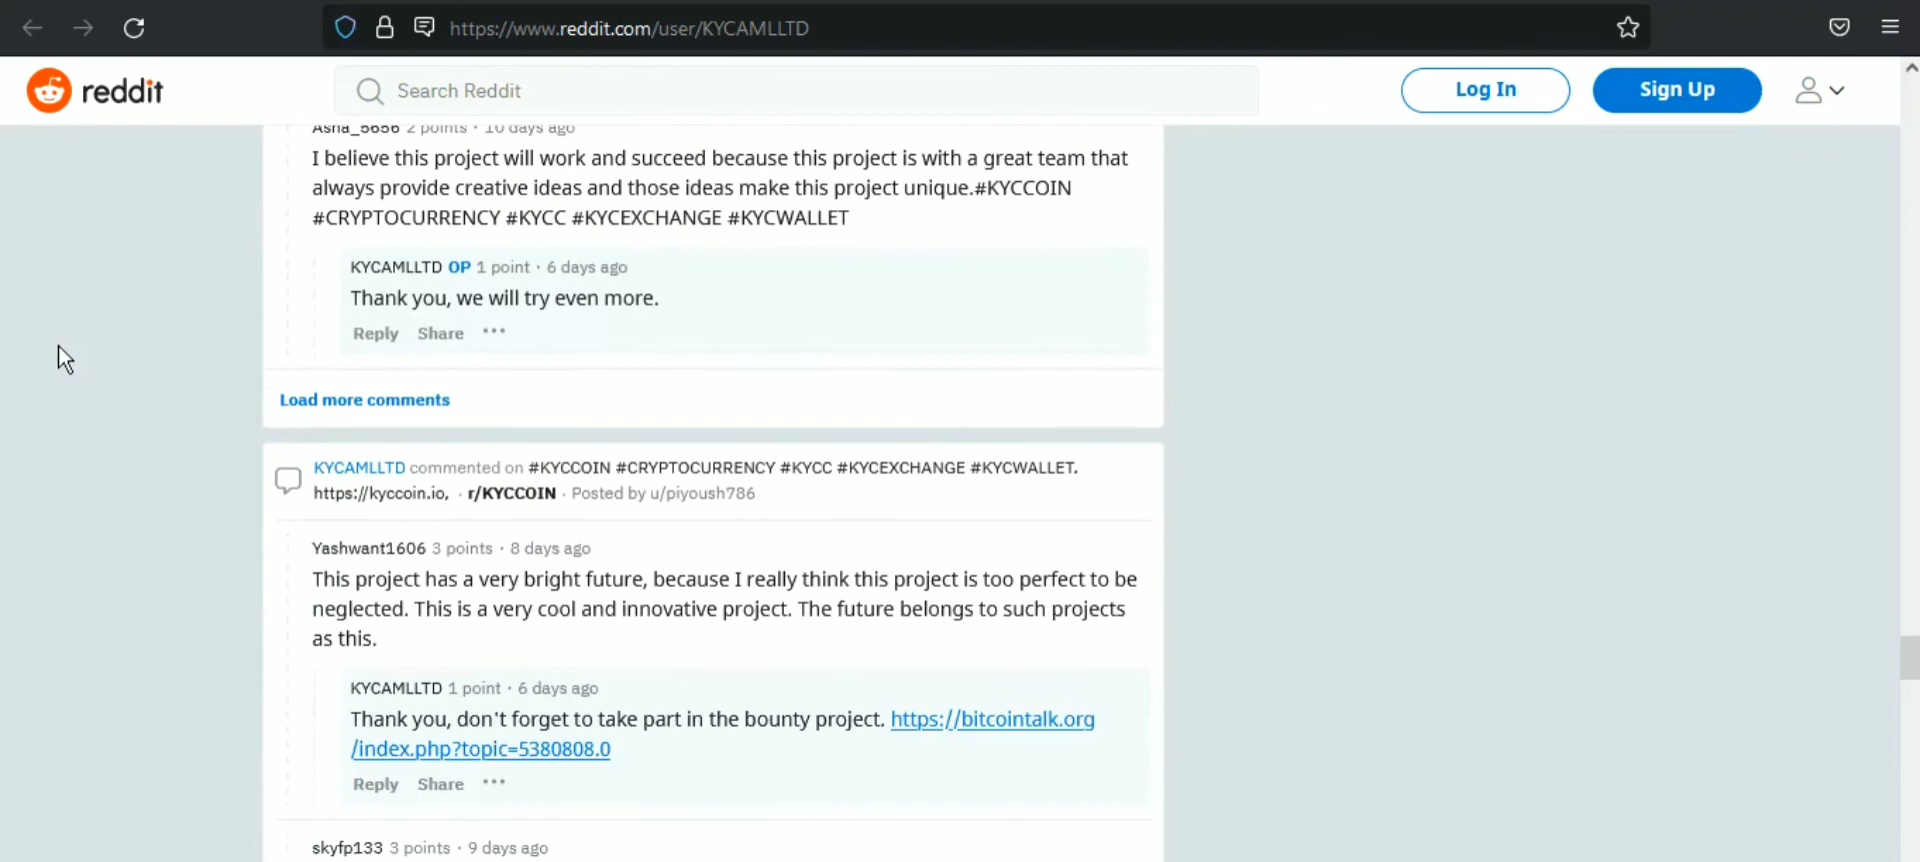 https://www.reddit.com/user/KYCAMLLTD
reddit
Search Reddit
Log In
Sign Up
Asha_5656 2 points · 10 days ago
I believe this project will work and succeed because this project is with a great team that
always provide creative ideas and those ideas make this project unique.#KYCCOIN
#CRYPTOCURRENCY #KYCC #KYCEXCHANGE #KYCWALLET
KYCAMLLTD OP 1 point · 6 days ago
Thank you, we will try even more.
Reply Share ···
Load more comments
KYCAMLLTD commented on #KYCCOIN #CRYPTOCURRENCY #KYCC #KYCEXCHANGE #KYCWALLET.
https://kyccoin.io, · r/KYCCOIN · Posted by u/piyoush786
Yashwant1606 3 points · 8 days ago
This project has a very bright future, because I really think this project is too perfect to be
neglected. This is a very cool and innovative project. The future belongs to such projects
as this.
KYCAMLLTD 1 point · 6 days ago
Thank you, don't forget to take part in the bounty project. https://bitcointalk.org
/index.php?topic=5380808.0
Reply Share ···
skyfp133 3 points · 9 days ago